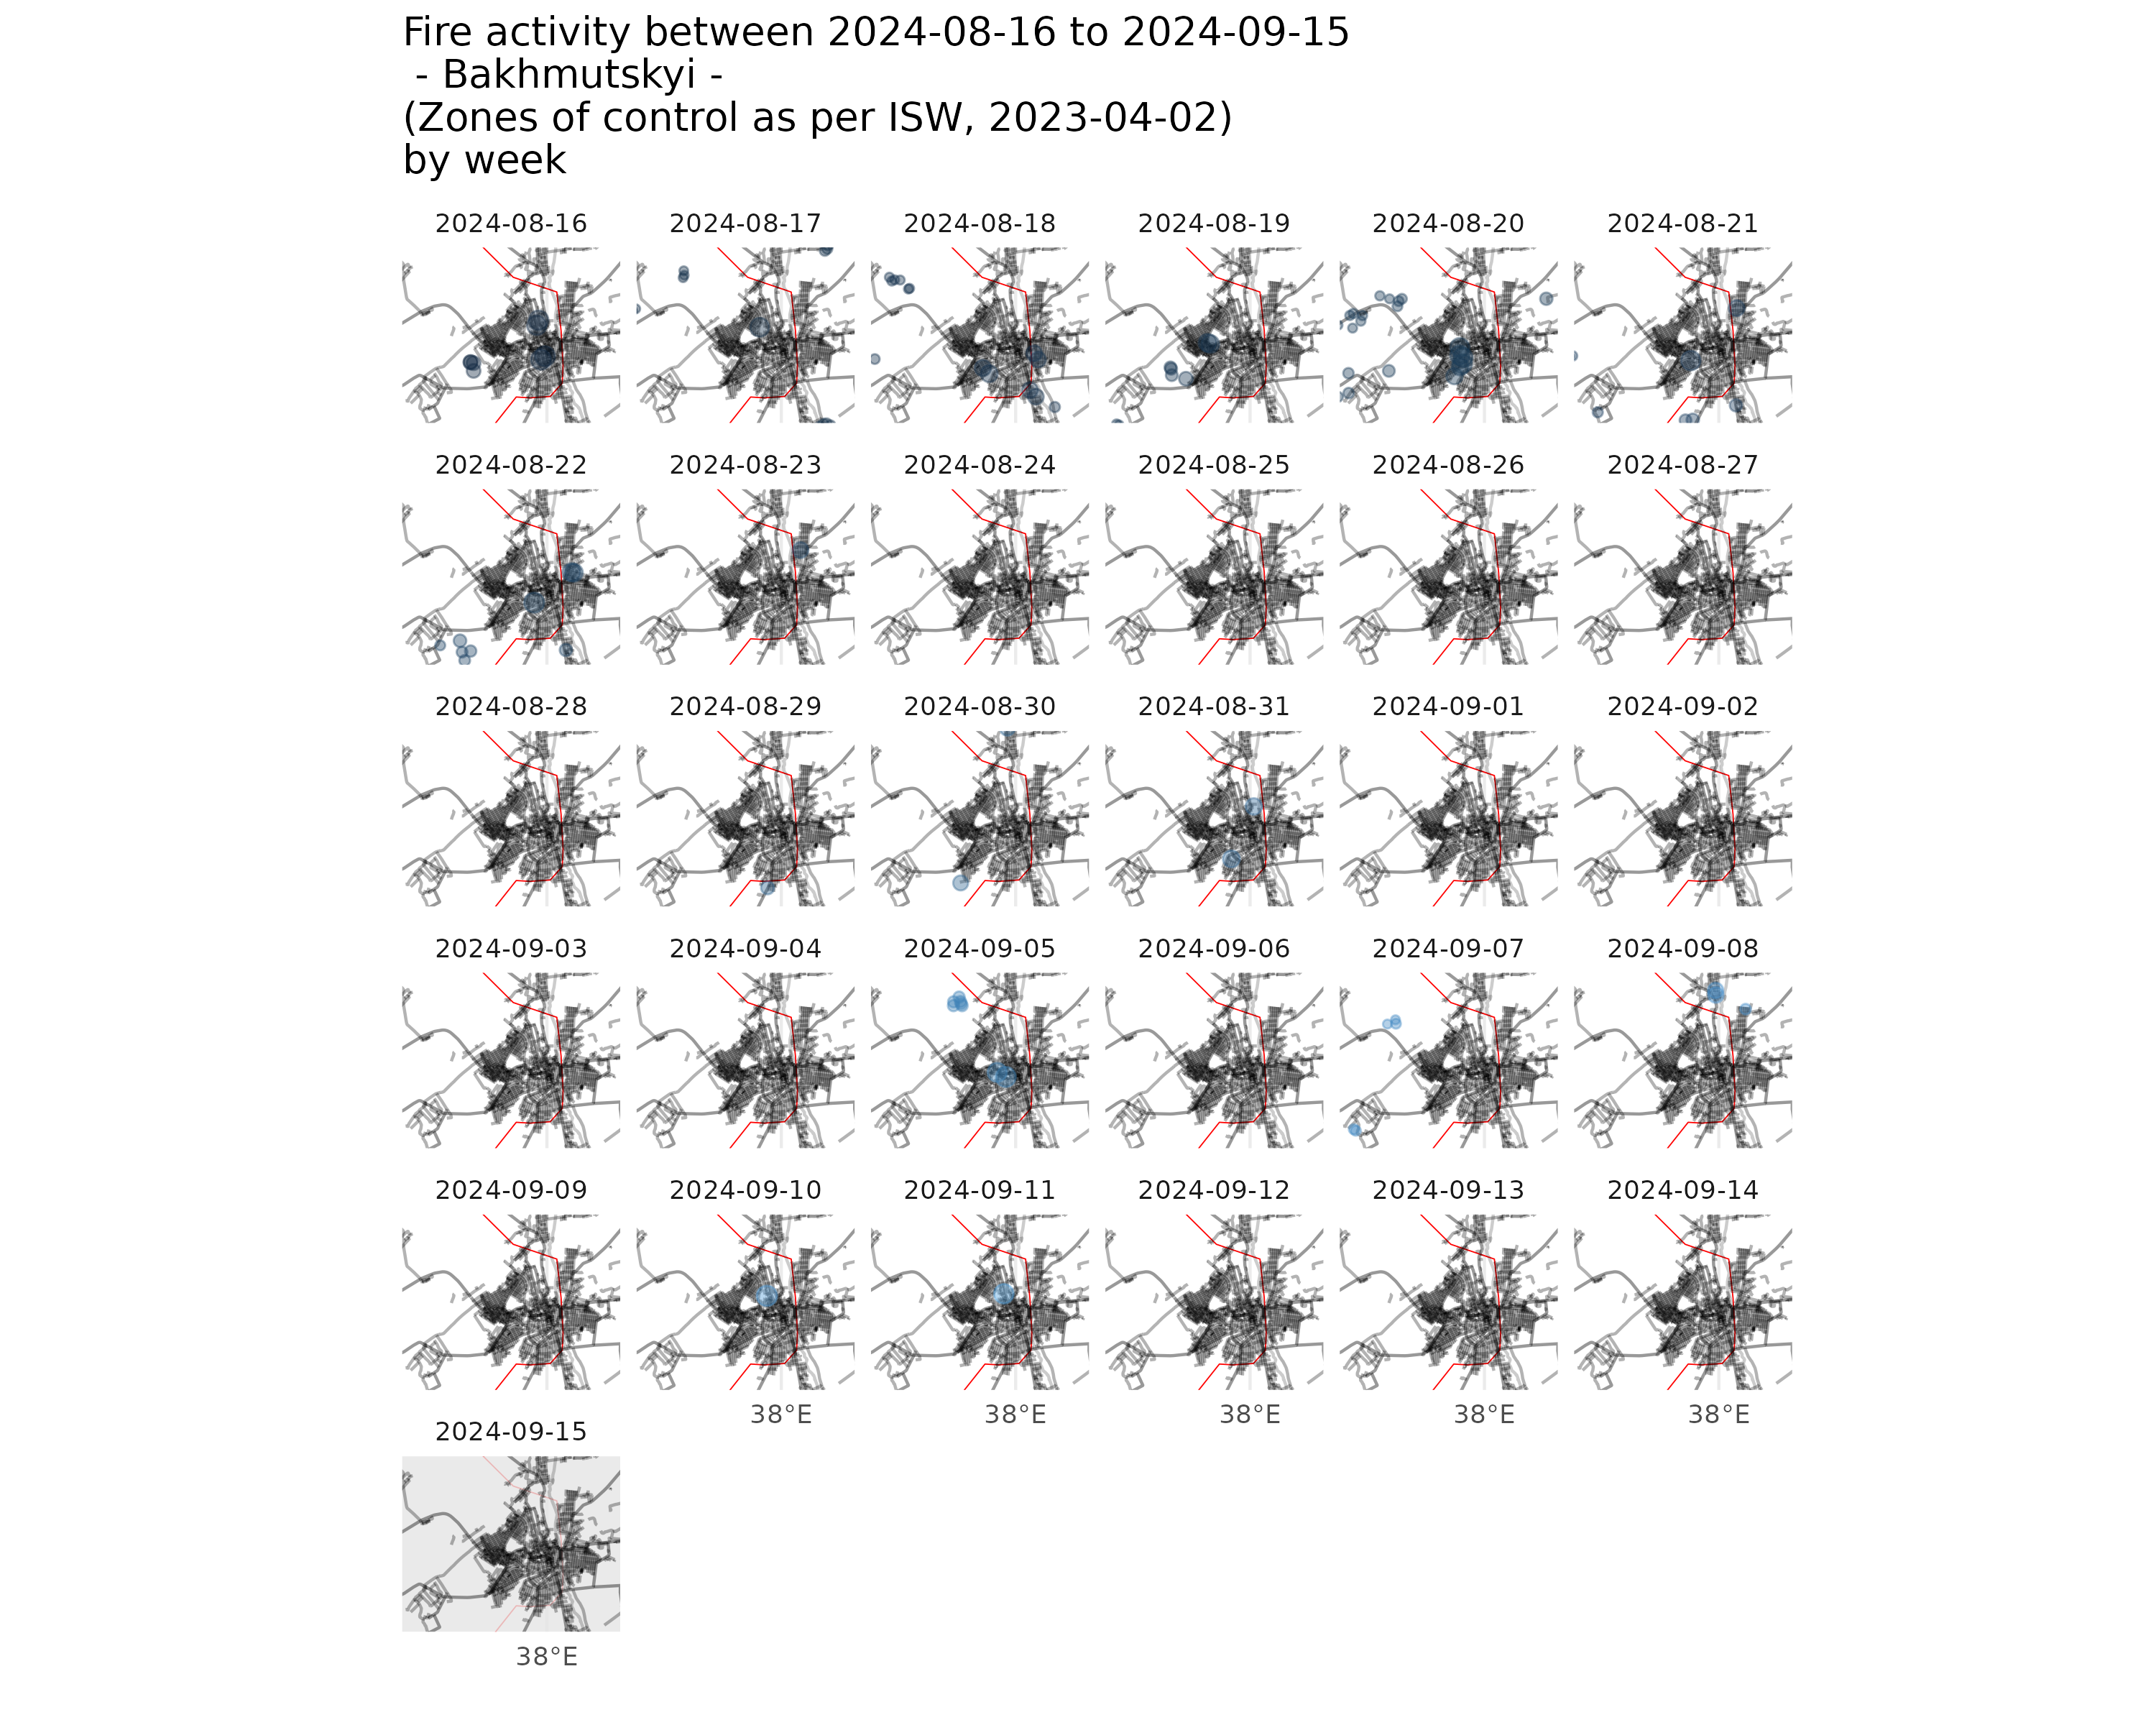 Fire activity between 2024-08-16 to 2024-09-15
- Bakhmutskyi -
(Zones of control as per ISW, 2023-04-02)
by week
2024-08-16 2024-08-17 2024-08-18 2024-08-19 2024-08-20 2024-08-21
2024-08-22 2024-08-23 2024-08-24 2024-08-25 2024-08-26 2024-08-27
2024-08-28 2024-08-29 2024-08-30 2024-08-31 2024-09-01 2024-09-02
2024-09-03 2024-09-04 2024-09-05 2024-09-06 2024-09-07 2024-09-08
2024-09-09 2024-09-10 2024-09-11 2024-09-12 2024-09-13 2024-09-14
38°E 38°E 38°E 38°E 38°E
2024-09-15
38°E